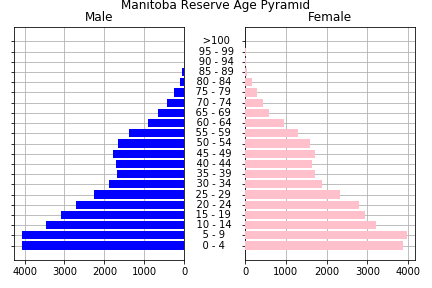 Manitoba Reserve Age Pyramid
Male Female
>100
95 - 99
90 - 94
85 - 89
80 - 84
75 - 79
70 - 74
65 - 69
60 - 64
55 - 59
50 - 54
45 - 49
40 - 44
35 - 39
30 - 34
25 - 29
20 - 24
15 - 19
10 - 14
5 - 9
0 - 4
4000 3000 2000 1000 0 0 1000 2000 3000 4000